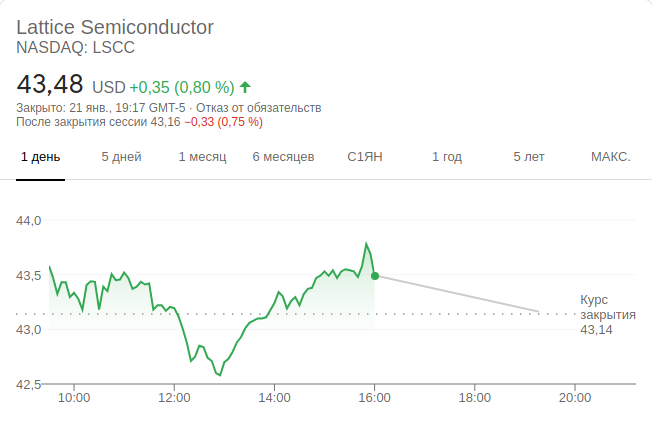 Lattice Semiconductor
NASDAQ: LSCC
43,48 USD +0,35 (0,80 %)
Закрыто: 21 янв., 19:17 GMT-5 · Отказ от обязательств
После закрытия сессии 43,16 −0,33 (0,75 %)
1 день 5 дней 1 месяц 6 месяцев С1ЯН 1 год 5 лет МАКС.
44,0
43,5
Курс
закрытия
43,14
43,0
42,5
10:00 12:00 14:00 16:00 18:00 20:00